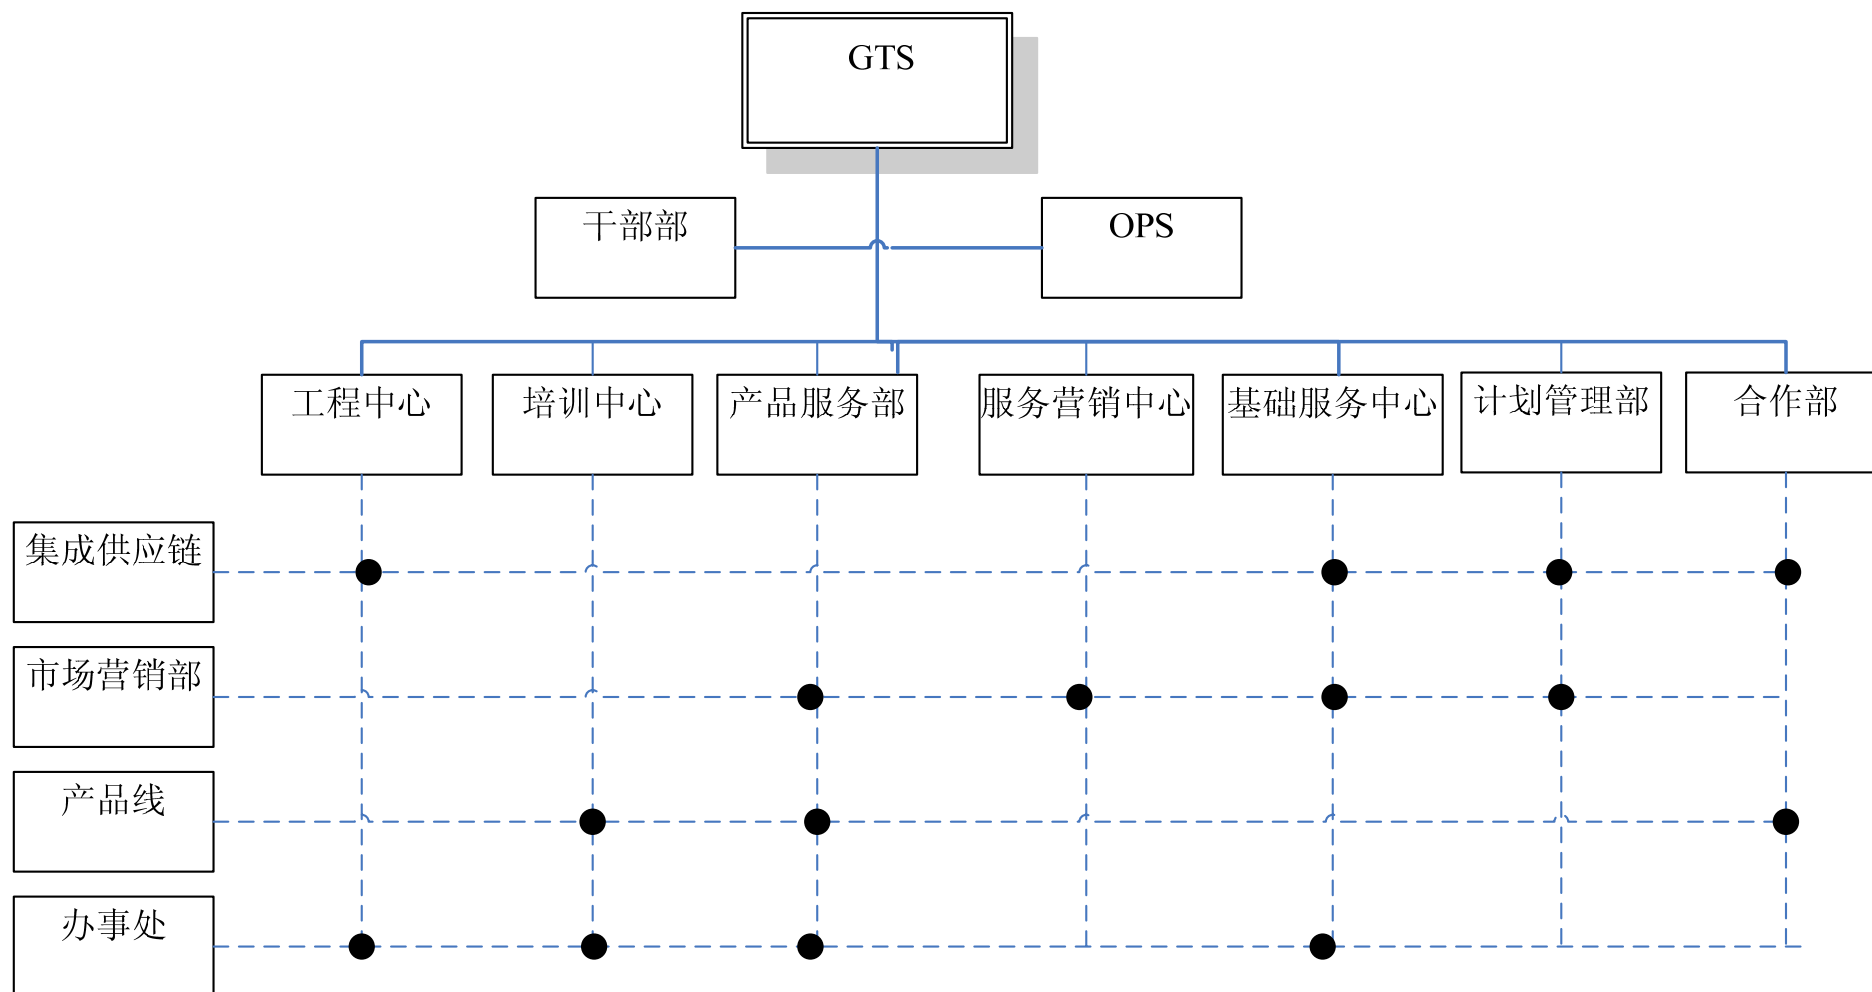 GTS
干部部
OPS
工程中心
培训中心
产品服务部
服务营销中心
基础服务中心
计划管理部
合作部
集成供应链
市场营销部
产品线
办事处